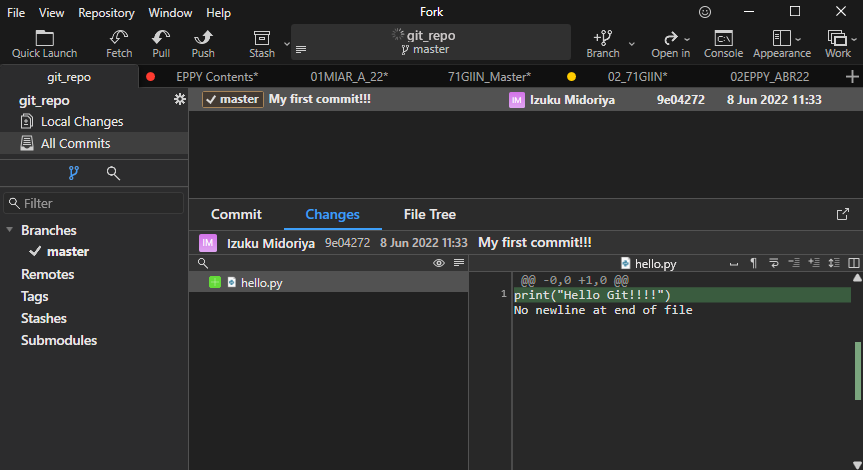 File View Repository Window Help Fork
Quick Launch Fetch Pull Push Stash git_repo master Branch Open in Console Appearance Work
C:\
git_repo EPPY Contents* 01MIAR_A_22* 71GIIN_Master* 02_71GIIN* 02EPPY_ABR22
git_repo
Local Changes
All Commits
Filter
Branches
master
Remotes
Tags
Stashes
Submodules
master My first commit!!! IM Izuku Midoriya 9e04272 8 Jun 2022 11:33
Commit Changes File Tree
IM Izuku Midoriya 9e04272 8 Jun 2022 11:33 My first commit!!!
hello.py
hello.py
@@ -0,0 +1,0 @@
1 print("Hello Git!!!!")
No newline at end of file